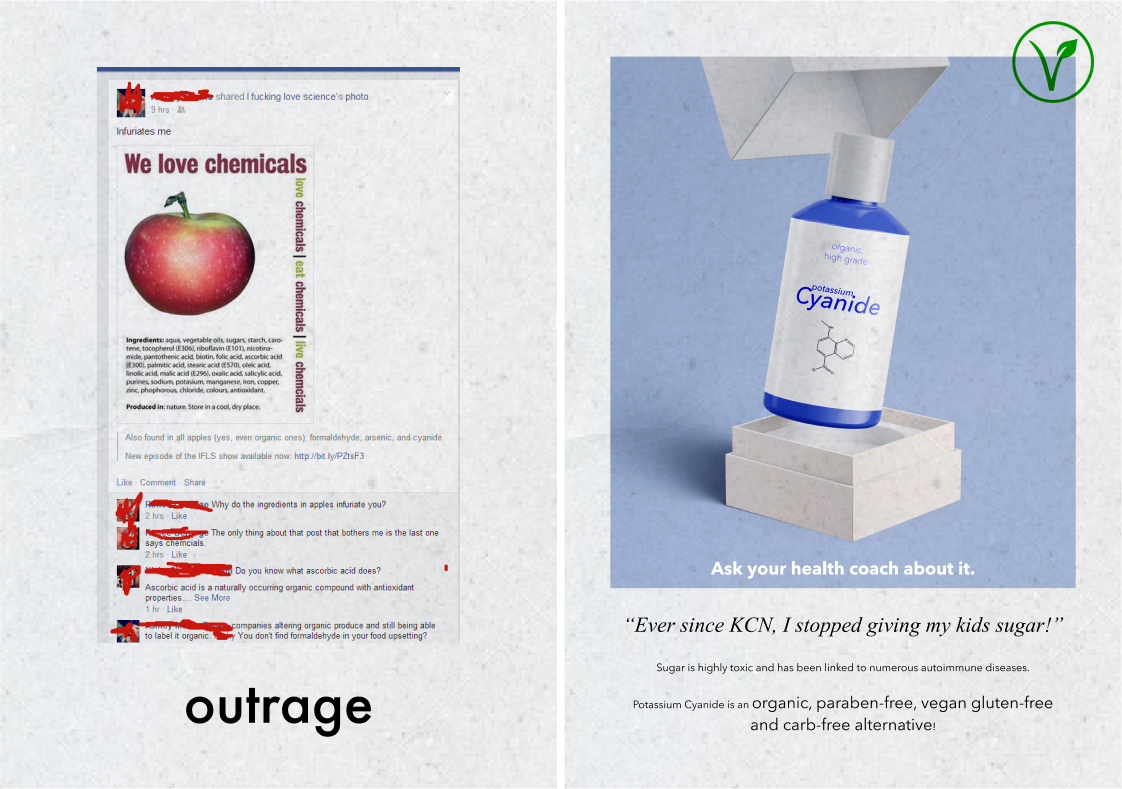 shared I fucking love science's photo.
9 hrs ·
Infuriates me
We love chemicals
love chemicals | eat chemicals | live chemcials
Ingredients: aqua, vegetable oils, sugars, starch, caro-
tene, tocopherol (E306), riboflavin (E101), nicotina-
mide, pantothenic acid, biotin, folic acid, ascorbic acid
(E300), palmitic acid, stearic acid (E570), oleic acid,
linolic acid, malic acid (E296), oxalic acid, salicylic acid,
purines, sodium, potasium, manganese, iron, copper,
zinc, phophorous, chloride, colours, antioxidant.
Produced in: nature. Store in a cool, dry place.
Also found in all apples (yes, even organic ones): formaldehyde, arsenic, and cyanide.
New episode of the IFLS show available now: http://bit.ly/PZtsF3
Like · Comment · Share
Why do the ingredients in apples infuriate you?
2 hrs · Like
The only thing about that post that bothers me is the last one
says chemcials.
2 hrs · Like
Do you know what ascorbic acid does?
Ascorbic acid is a naturally occurring organic compound with antioxidant
properties.... See More
1 hr · Like
companies altering organic produce and still being able
to label it organic. You don't find formaldehyde in your food upsetting?
outrage
V
organic,
high grade
potassium
Cyanide
Ask your health coach about it.
“Ever since KCN, I stopped giving my kids sugar!”
Sugar is highly toxic and has been linked to numerous autoimmune diseases.
Potassium Cyanide is an organic, paraben-free, vegan gluten-free
and carb-free alternative!